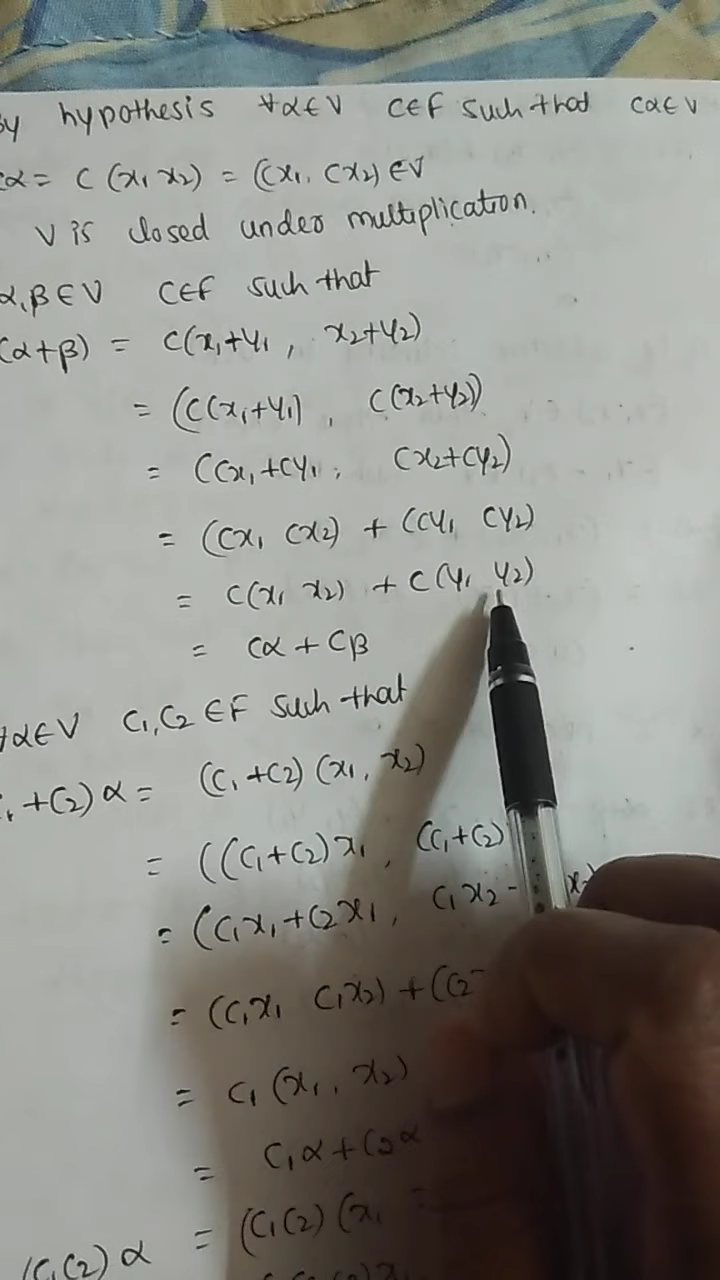 By hypothesis ∀α∈V C∈F such that cα∈V
cα = C (x₁ x₂) = (Cx₁, Cx₂) ∈V
V is closed under multiplication.
α, β ∈ V C∈F such that
C(α+β) = C(x₁+y₁ , x₂+y₂)
= (C(x₁+y₁) , C(x₂+y₂))
= (Cx₁+Cy₁ , Cx₂+Cy₂)
= (Cx₁ Cx₂) + (Cy₁ Cy₂)
= C(x₁ x₂) + C(y₁ y₂)
= Cα + Cβ
∀α∈V C₁,C₂ ∈F such that
C₁+C₂) α = (C₁+C2) (x₁, x₂)
= ((C₁+C₂) x₁ , (C₁+C₂)
= (C₁x₁+C₂x₁ , C₁x₂ - x₂)
= (C₁x₁ C₁x₂) + (C₂
= C₁ (x₁, x₂)
= C₁α + C₂α
(C₁C₂) α = (C₁C₂) (x₁